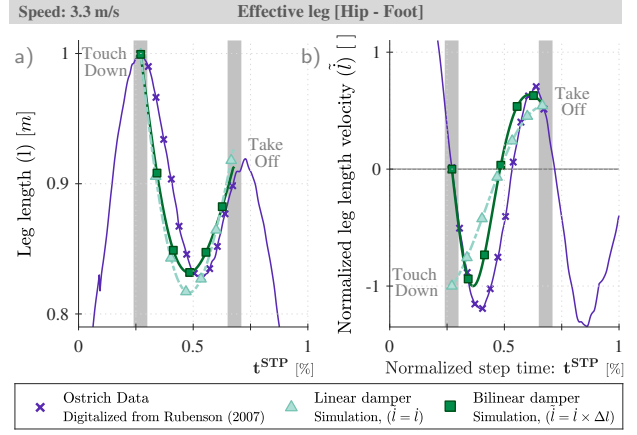 Speed: 3.3 m/s
Effective leg [Hip - Foot]
a)
Touch
Down
Take
Off
Leg length (l) [m]
1
0.9
0.8
0
0.5
1
t^STP [%]
b)
Touch
Down
Take
Off
Normalized leg length velocity (l̃̇) [ ]
1
0
-1
0
0.5
1
Normalized step time: t^STP [%]
Ostrich Data
Digitalized from Rubenson (2007)
Linear damper
Simulation, (l̃̇ = l̇)
Bilinear damper
Simulation, (l̃̇ = l̇ × Δl)